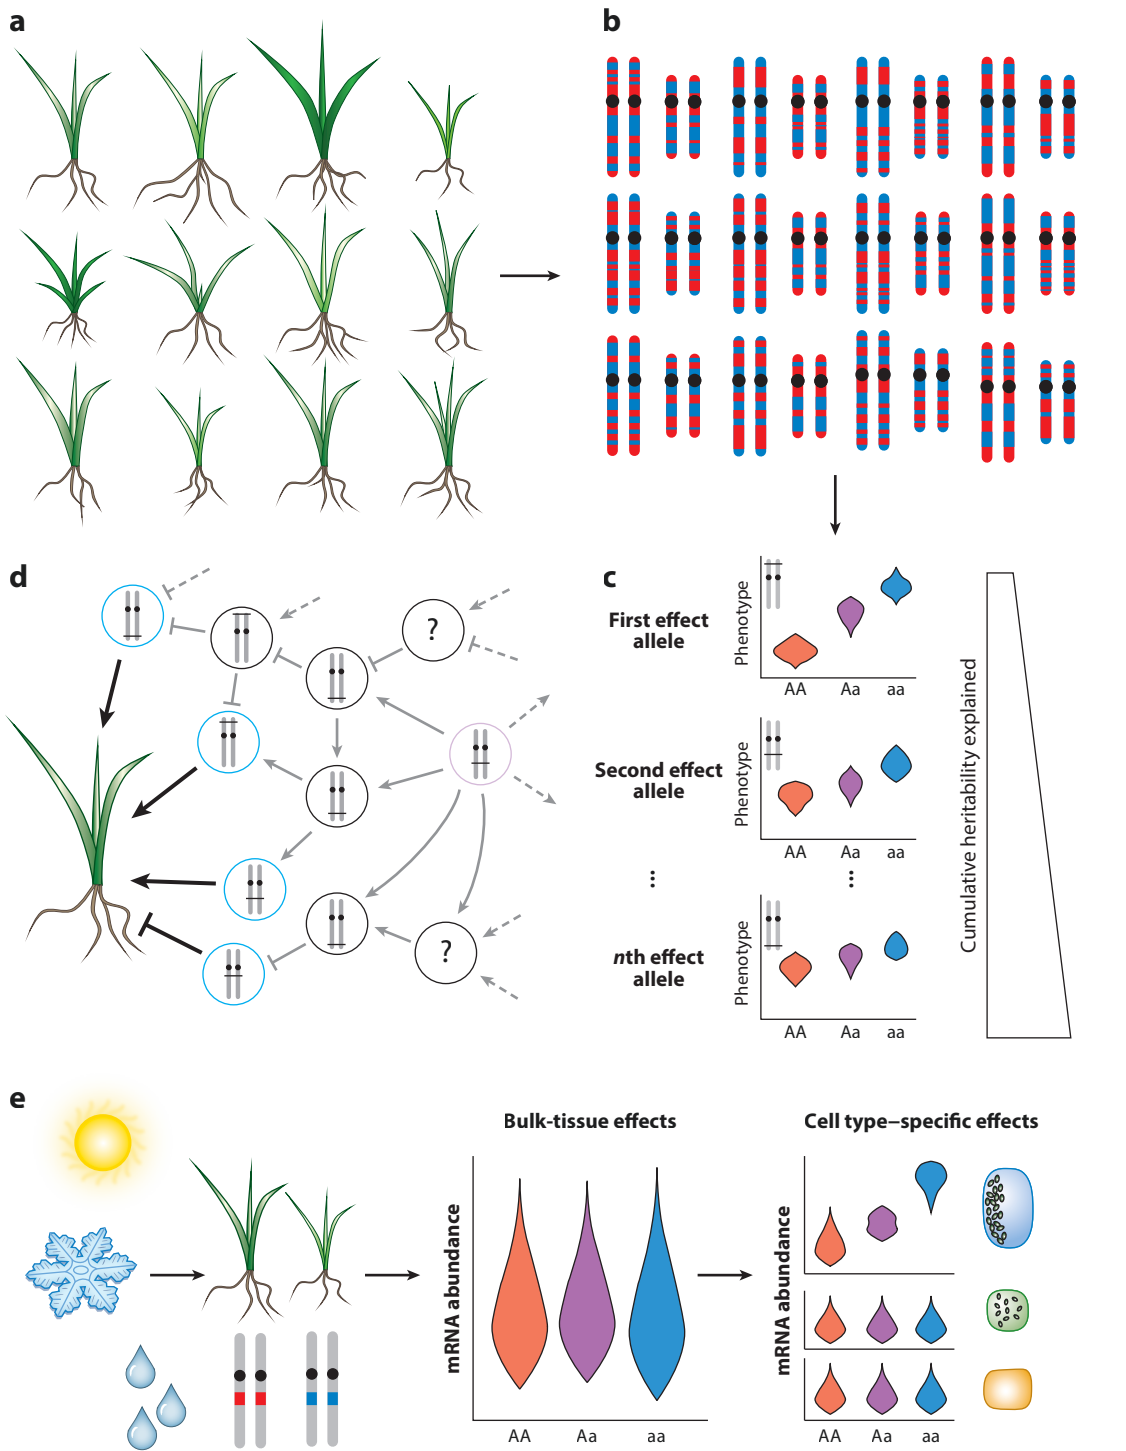 a
b
d
?
?
c
First effect
allele
Phenotype
AA
Aa
aa
Second effect
allele
Phenotype
AA
Aa
aa
nth effect
allele
Phenotype
AA
Aa
aa
Cumulative heritability explained
e
Bulk-tissue effects
mRNA abundance
AA
Aa
aa
Cell type–specific effects
mRNA abundance
AA
Aa
aa